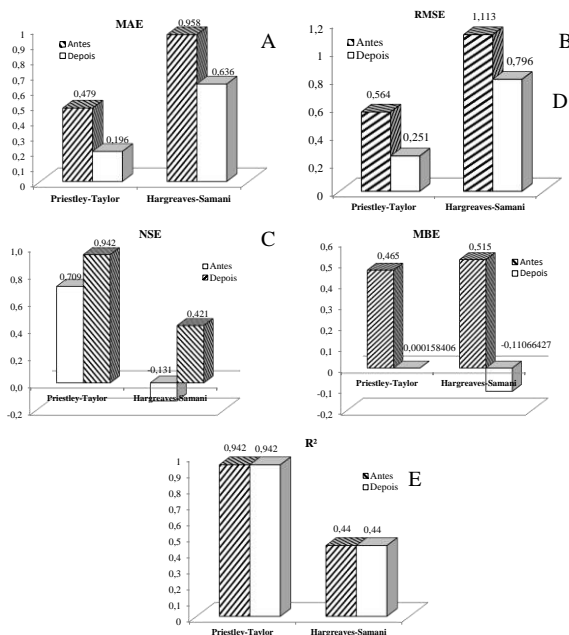 MAE
A
Antes
Depois
0,958
0,636
0,479
0,196
1
0,9
0,8
0,7
0,6
0,5
0,4
0,3
0,2
0,1
0
Priestley-Taylor
Hargreaves-Samani
RMSE
B
Antes
Depois
1,113
0,796
0,564
0,251
1,2
1
0,8
0,6
0,4
0,2
0,0
Priestley-Taylor
Hargreaves-Samani
D
NSE
C
Antes
Depois
0,709
0,942
0,421
-0,131
1,0
0,8
0,6
0,4
0,2
0,0
-0,2
Priestley-Taylor
Hargreaves-Samani
MBE
Antes
Depois
0,465
0,515
0,000158406
-0,11066427
0,6
0,5
0,4
0,3
0,2
0,1
0
-0,1
-0,2
Priestley-Taylor
Hargreaves-Samani
R²
E
Antes
Depois
0,942 0,942
0,44 0,44
1
0,9
0,8
0,7
0,6
0,5
0,4
0,3
0,2
0,1
0
Priestley-Taylor
Hargreaves-Samani